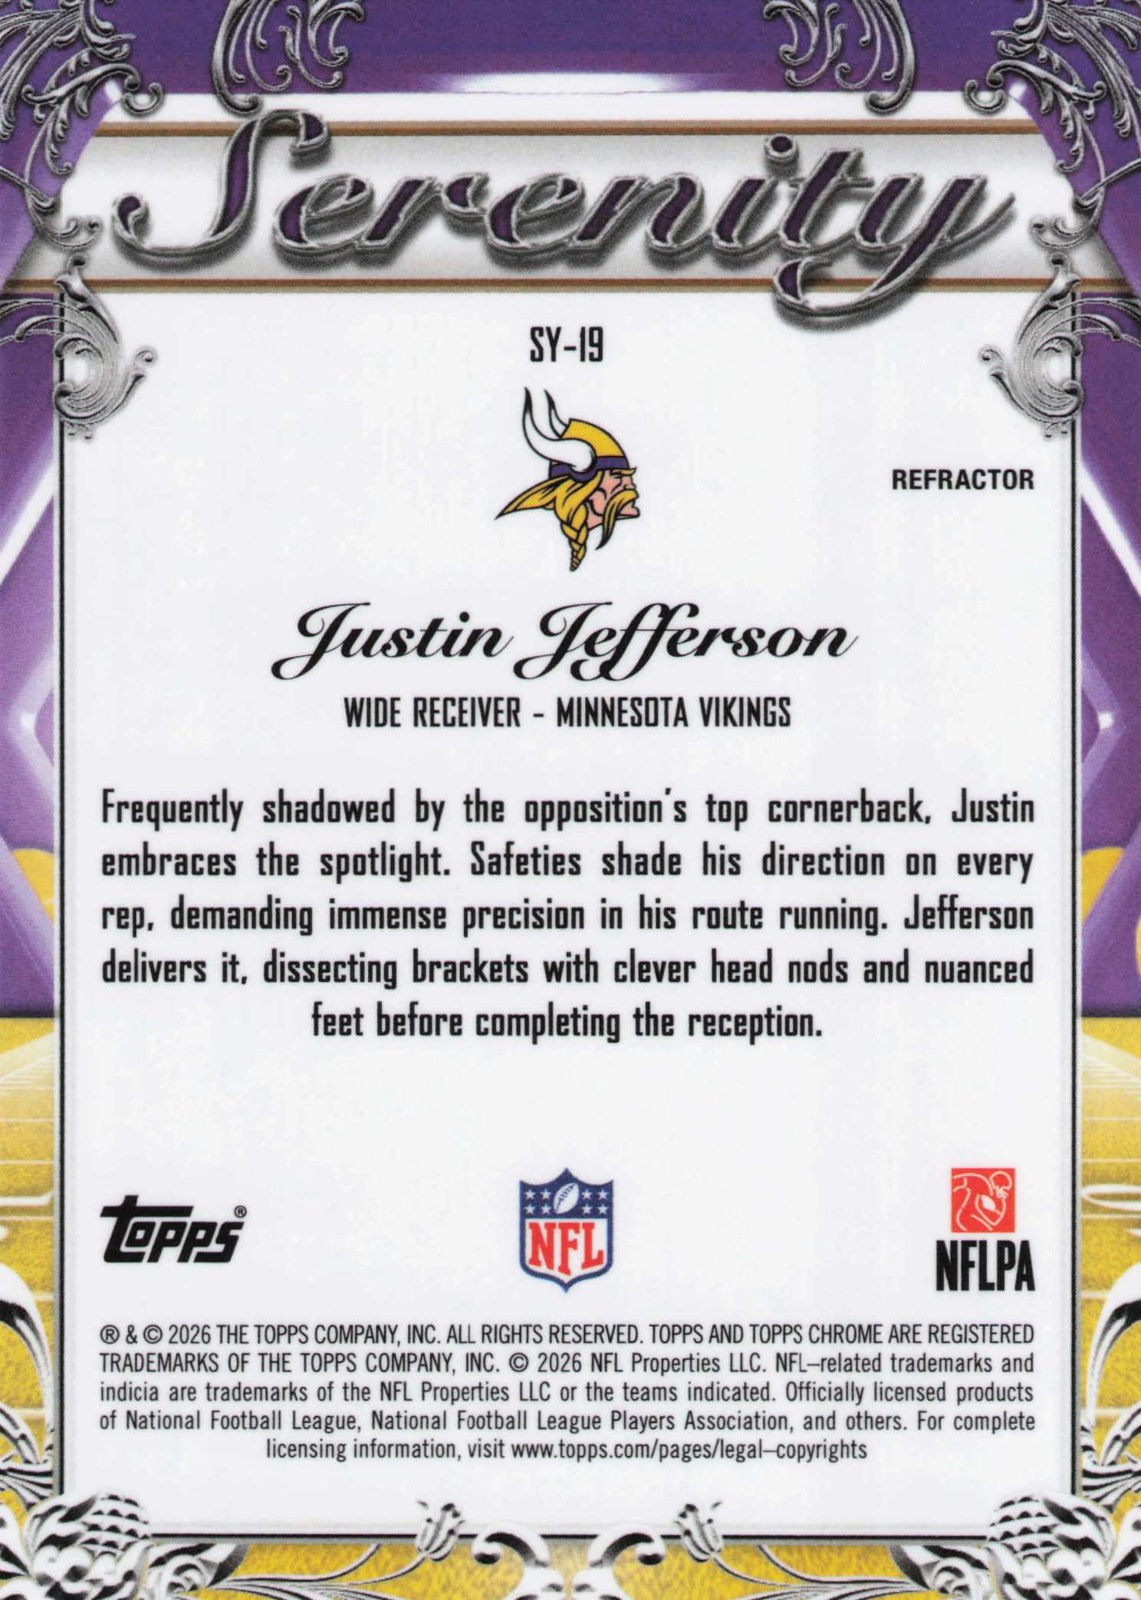 Serenity
SY-19
REFRACTOR
Justin Jefferson
WIDE RECEIVER - MINNESOTA VIKINGS
Frequently shadowed by the opposition's top cornerback, Justin
embraces the spotlight. Safeties shade his direction on every
rep, demanding immense precision in his route running. Jefferson
delivers it, dissecting brackets with clever head nods and nuanced
feet before completing the reception.
Topps®
NFL
NFLPA
® & © 2026 THE TOPPS COMPANY, INC. ALL RIGHTS RESERVED. TOPPS AND TOPPS CHROME ARE REGISTERED
TRADEMARKS OF THE TOPPS COMPANY, INC. © 2026 NFL Properties LLC. NFL-related trademarks and
indicia are trademarks of the NFL Properties LLC or the teams indicated. Officially licensed products
of National Football League, National Football League Players Association, and others. For complete
licensing information, visit www.topps.com/pages/legal-copyrights